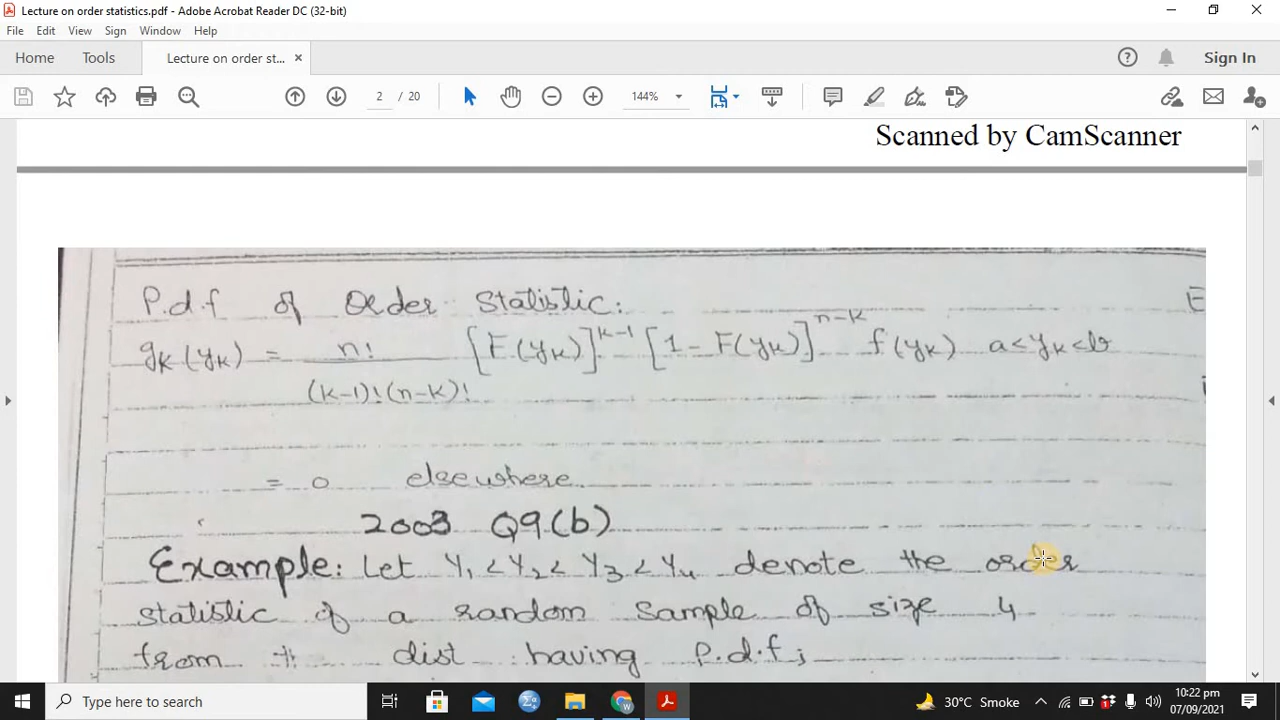 Lecture on order statistics.pdf - Adobe Acrobat Reader DC (32-bit)
File Edit View Sign Window Help
Home Tools Lecture on order st... × Sign In
2 / 20 144%
Scanned by CamScanner
P.d.f of Order Statistic:
gk(yk) = n! / (k-1)!(n-k)! [F(yk)]^k-1 [1-F(yk)]^n-k f(yk) a<yk<b
= 0 elsewhere
2003 Q9(b)
Example: Let Y1 < Y2 < Y3 < Y4 denote the order
statistic of a random Sample of size 4
from dist having P.d.f;
Type here to search
30°C Smoke
10:22 pm
07/09/2021